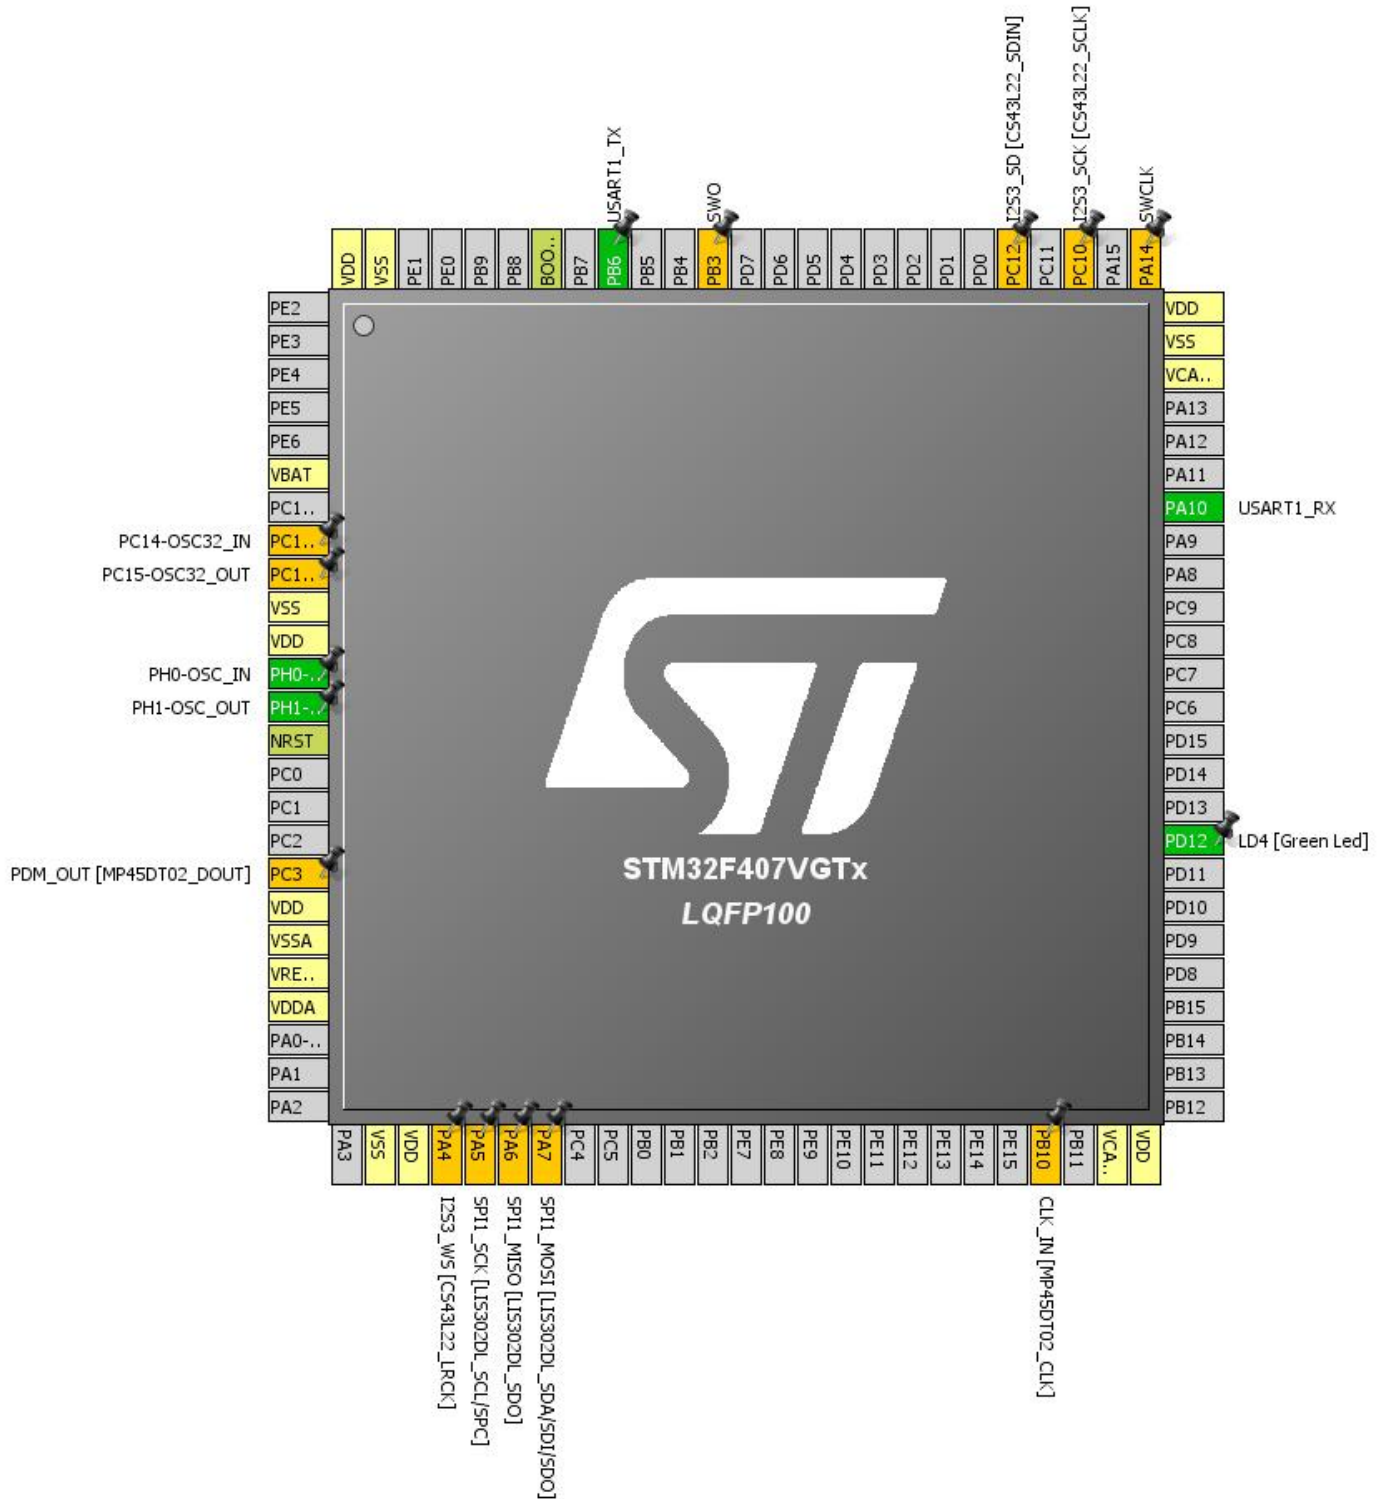 I2S3_SD [CS43L22_SDIN]
I2S3_SCK [CS43L22_SCLK]
USART1_TX
SWO
SWCLK
VDD
VSS
PE1
PE0
PB9
PB8
BOO..
PB7
PB6
PB5
PB4
PB3
PD7
PD6
PD5
PD4
PD3
PD2
PD1
PD0
PC12
PC11
PC10
PA15
PA14
PE2
PE3
PE4
PE5
PE6
VBAT
PC1..
PC14-OSC32_IN
PC1..
PC15-OSC32_OUT
PC1..
VSS
VDD
PH0-OSC_IN
PH0-..
PH1-OSC_OUT
PH1-..
NRST
PC0
PC1
PC2
PDM_OUT [MP45DT02_DOUT]
PC3
VDD
VSSA
VRE..
VDDA
PA0-..
PA1
PA2
STM32F407VGTx
LQFP100
VDD
VSS
VCA..
PA13
PA12
PA11
PA10
USART1_RX
PA9
PA8
PC9
PC8
PC7
PC6
PD15
PD14
PD13
PD12
LD4 [Green Led]
PD11
PD10
PD9
PD8
PB15
PB14
PB13
PB12
PA3
VSS
VDD
PA4
PA5
PA6
PA7
PC4
PC5
PB0
PB1
PB2
PE7
PE8
PE9
PE10
PE11
PE12
PE13
PE14
PE15
PB10
PB11
VCA..
VDD
I2S3_WS [CS43L22_LRCK]
SPI1_SCK [LIS302DL_SCL/SPC]
SPI1_MISO [LIS302DL_SDO]
SPI1_MOSI [LIS302DL_SDA/SDI/SDO]
CLK_IN [MP45DT02_CLK]